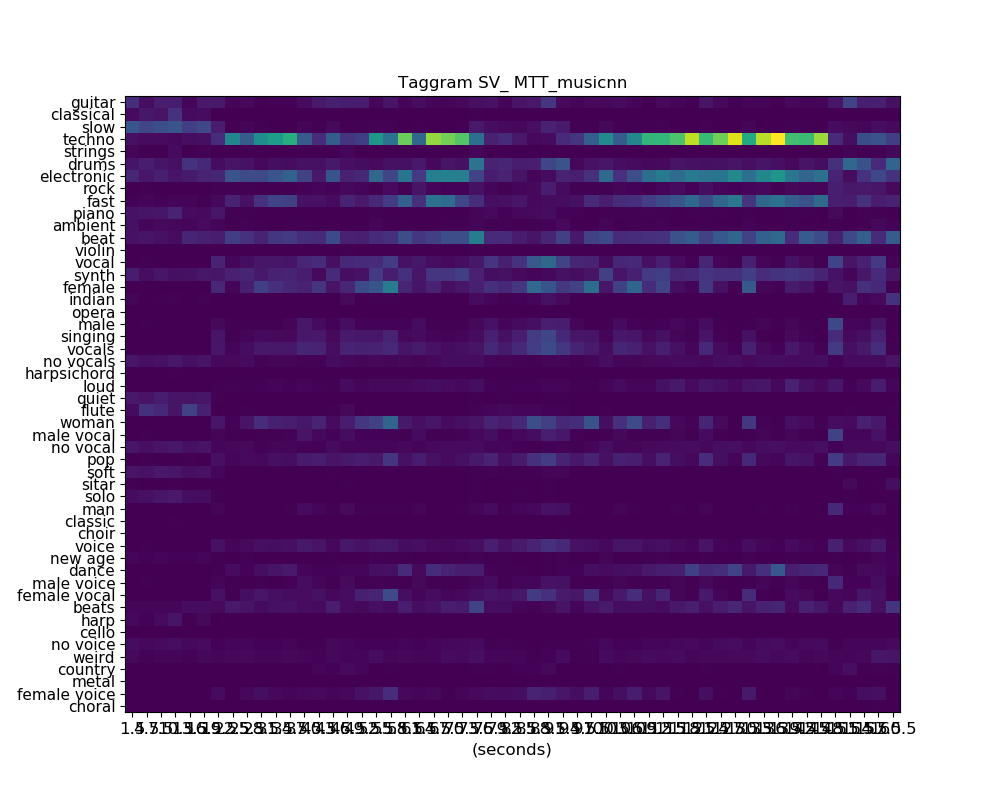 Taggram SV_ MTT_musicnn
guitar
classical
slow
techno
strings
drums
electronic
rock
fast
piano
ambient
beat
violin
vocal
synth
female
indian
opera
male
singing
vocals
no vocals
harpsichord
loud
quiet
flute
woman
male vocal
no vocal
pop
soft
sitar
solo
man
classic
choir
voice
new age
dance
male voice
female vocal
beats
harp
cello
no voice
weird
country
metal
female voice
choral
(seconds)